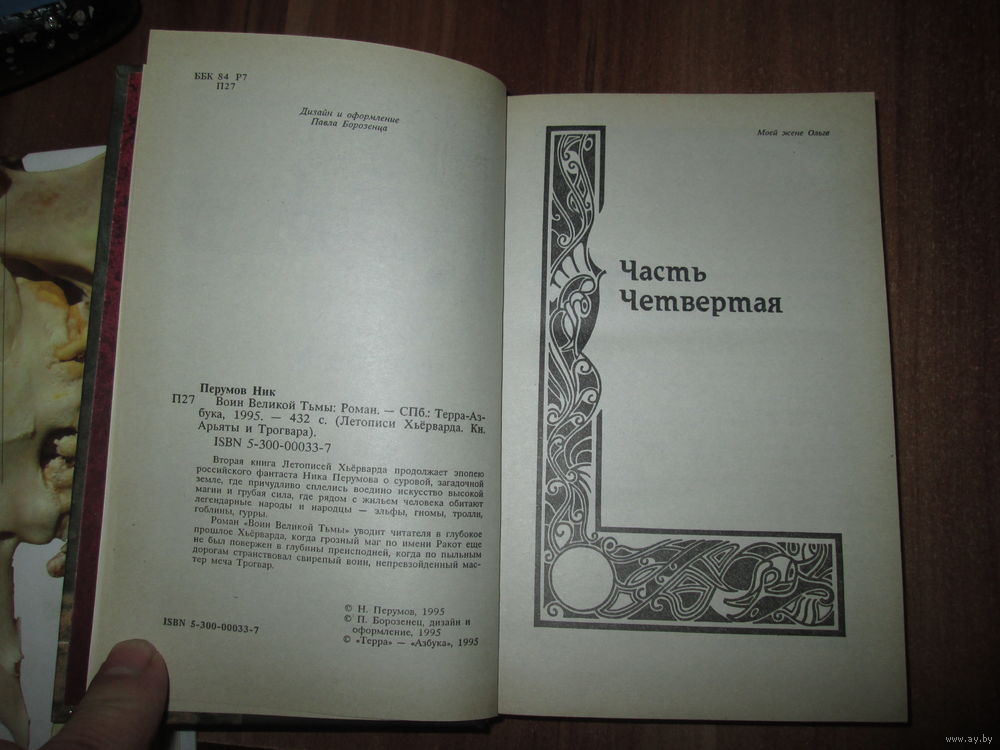 ББК 84 Р7
П27
Дизайн и оформление
Павла Борозенца
Перумов Ник
П27 Воин Великой Тьмы: Роман. — СПб.: Терра-Аз-
бука, 1995. — 432 с. (Летописи Хьёрварда. Кн.
Арьяты и Трогвара).
ISBN 5-300-00033-7
Вторая книга Летописей Хьёрварда продолжает эпопею
российского фантаста Ника Перумова о суровой, загадочной
земле, где причудливо сплелись воедино искусство высокой
магии и грубая сила, где рядом с жильем человека обитают
легендарные народы и народцы — эльфы, гномы, тролли,
гоблины, гурры.
Роман «Воин Великой Тьмы» уводит читателя в глубокое
прошлое Хьёрварда, когда грозный маг по имени Ракот еще
не был повержен в глубины преисподней, когда по пыльным
дорогам странствовал свирепый воин, непревзойденный мас-
тер меча Трогвар.
© Н. Перумов, 1995
© П. Борозенец, дизайн и
оформление, 1995
ISBN 5-300-00033-7
© «Терра» — «Азбука», 1995
Моей жене Ольге
Часть
Четвертая
www.ay.by